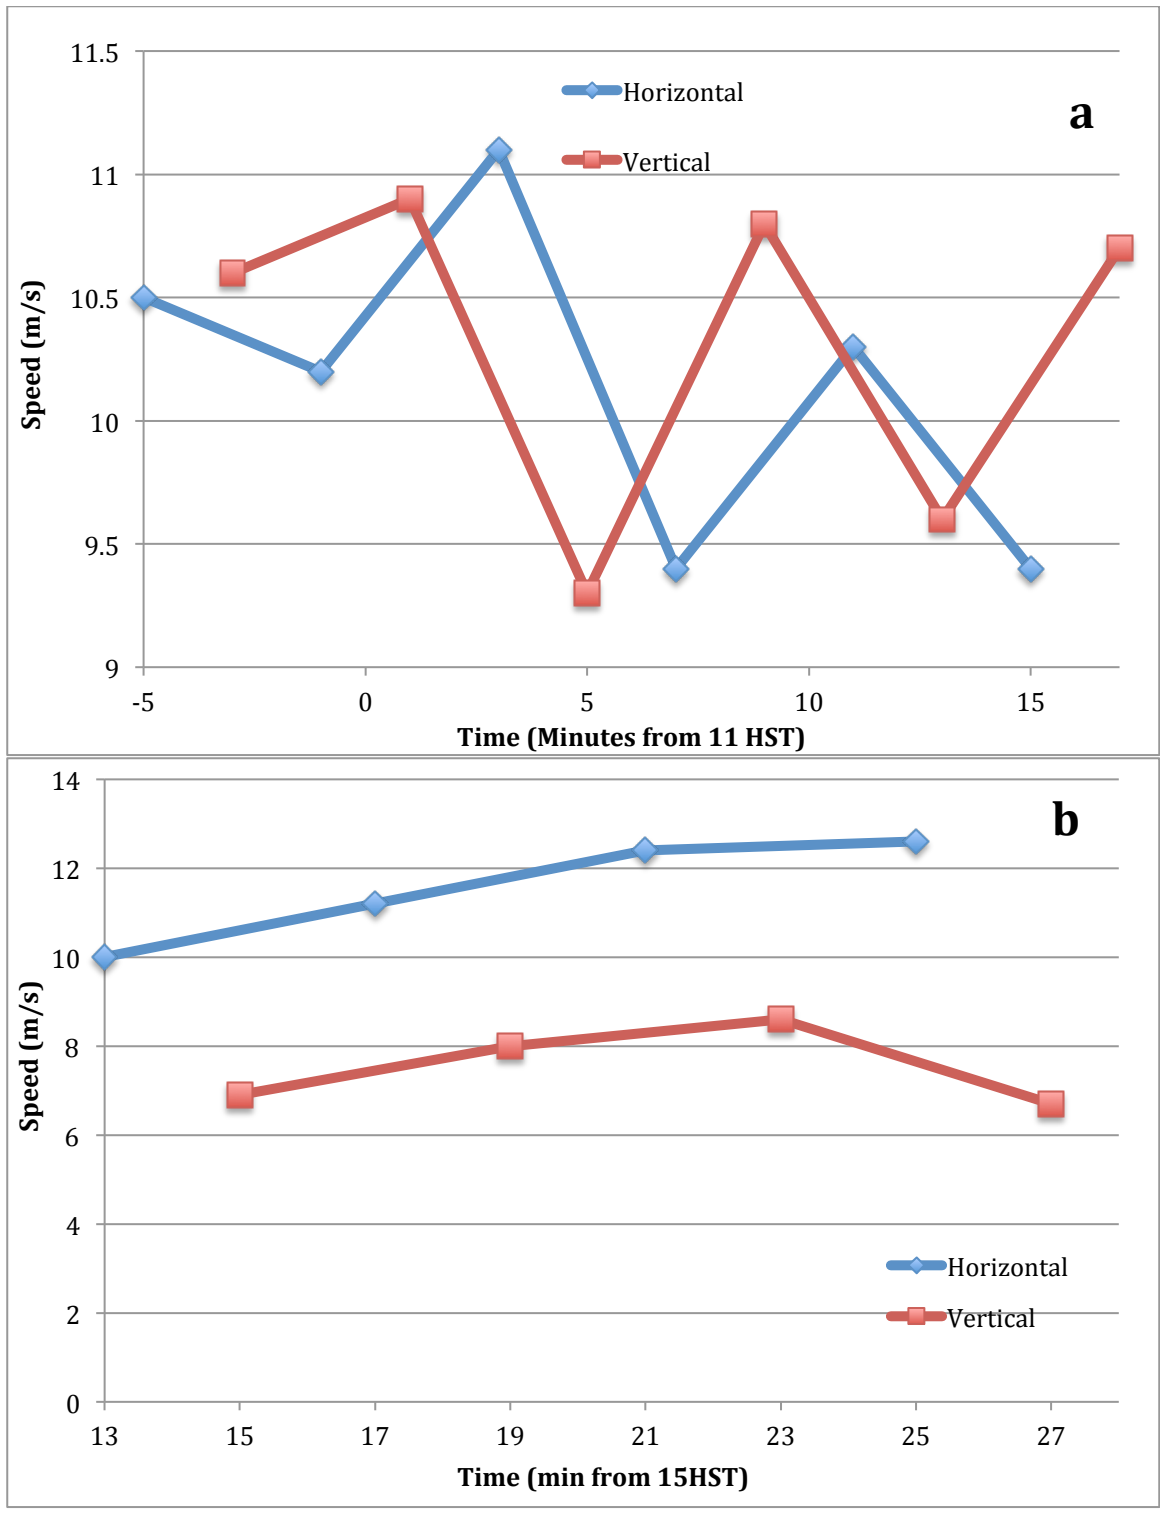 11.5
Horizontal
a
Vertical
11
10.5
10
9.5
9
Speed (m/s)
-5 0 5 10 15
Time (Minutes from 11 HST)
14
b
12
10
8
6
4
2
0
Speed (m/s)
Horizontal
Vertical
13 15 17 19 21 23 25 27
Time (min from 15HST)